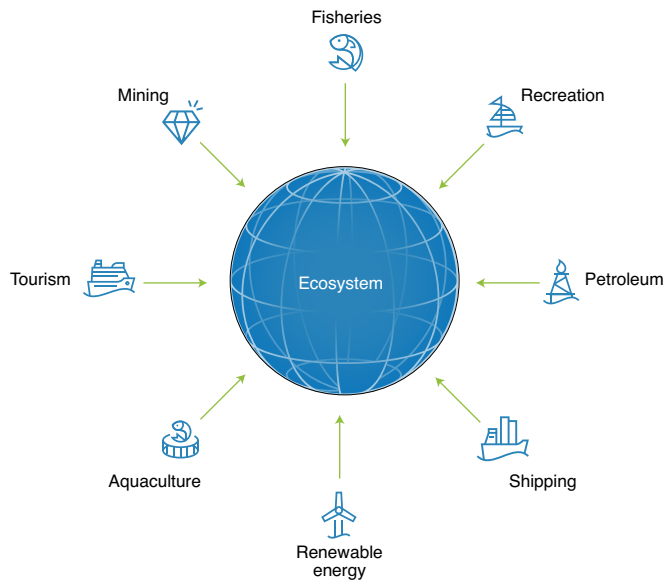 Fisheries
Mining
Recreation
Tourism
Ecosystem
Petroleum
Aquaculture
Shipping
Renewable
energy